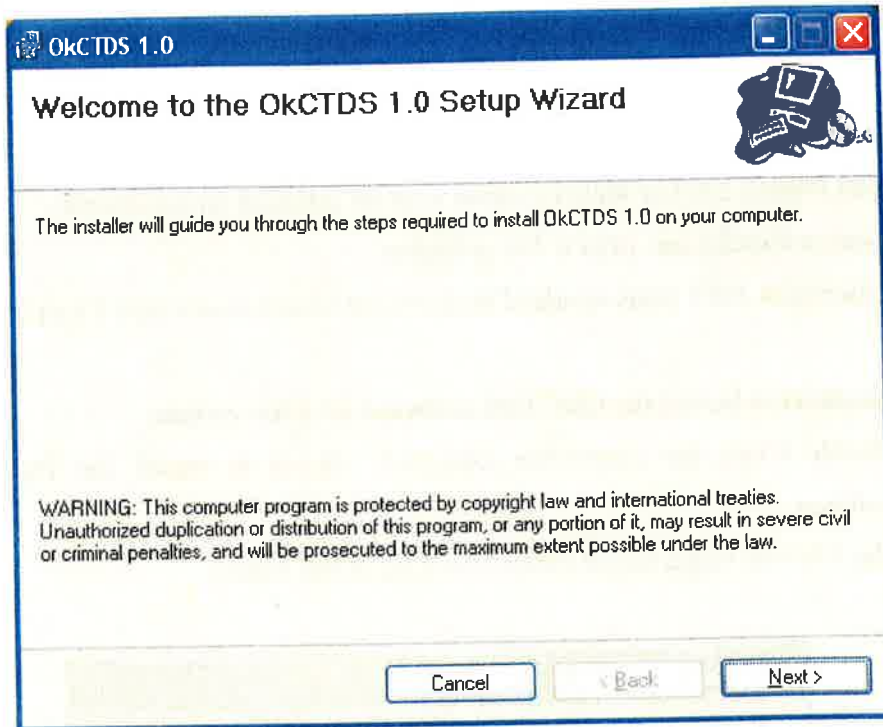 OkCTDS 1.0
Welcome to the OkCTDS 1.0 Setup Wizard
The installer will guide you through the steps required to install OkCTDS 1.0 on your computer.
WARNING: This computer program is protected by copyright law and international treaties.
Unauthorized duplication or distribution of this program, or any portion of it, may result in severe civil
or criminal penalties, and will be prosecuted to the maximum extent possible under the law.
Cancel
< Back
Next >